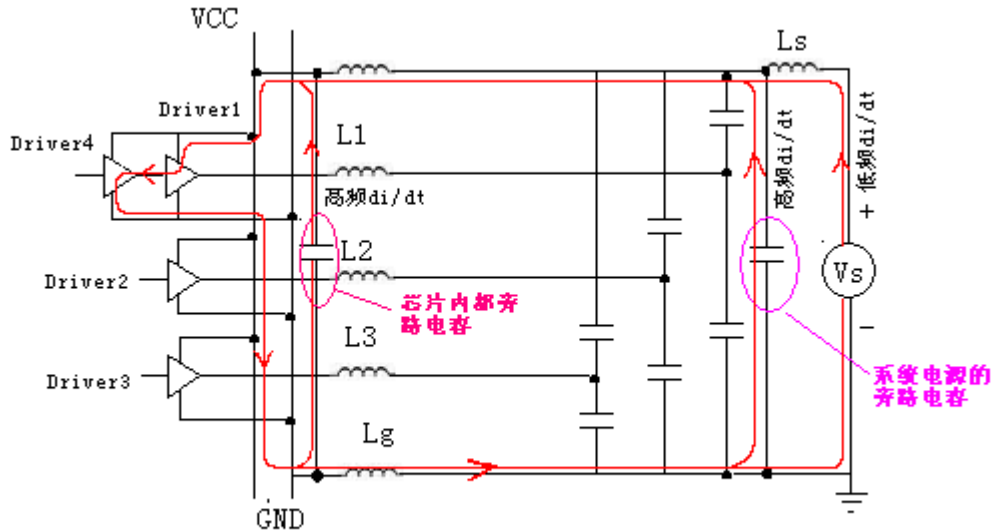 VCC
Ls
Driver1
Driver4
L1
高频di/dt
高频di/dt
低频di/dt
+
L2
Vs
Driver2
芯片内部旁
路电容
−
L3
Driver3
系统电源的
旁路电容
Lg
GND